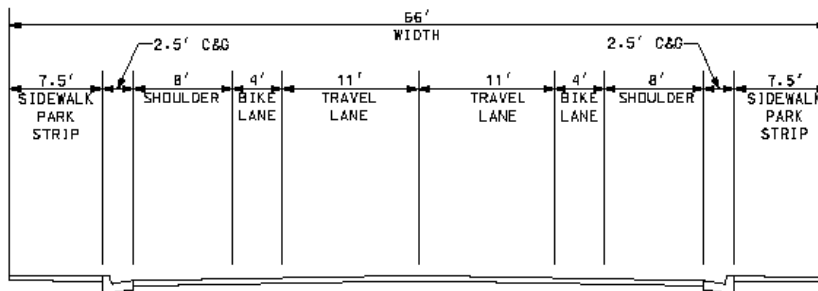 66'
WIDTH
2.5' C&G
2.5' C&G
7.5'
SIDEWALK
PARK
STRIP
8'
SHOULDER
4'
BIKE
LANE
11'
TRAVEL
LANE
11'
TRAVEL
LANE
4'
BIKE
LANE
8'
SHOULDER
7.5'
SIDEWALK
PARK
STRIP